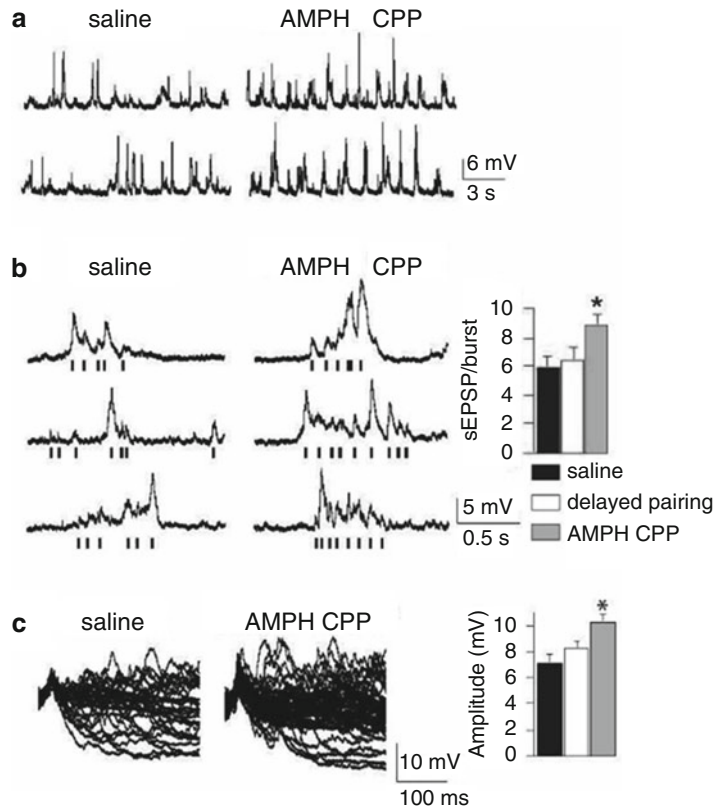 a saline AMPH CPP
6 mV
3 s
b saline AMPH CPP
10
8
6
4
2
0
sEPSP/burst
*
saline
delayed pairing
AMPH CPP
5 mV
0.5 s
c saline AMPH CPP
10 mV
100 ms
10
8
6
4
2
0
Amplitude (mV)
*